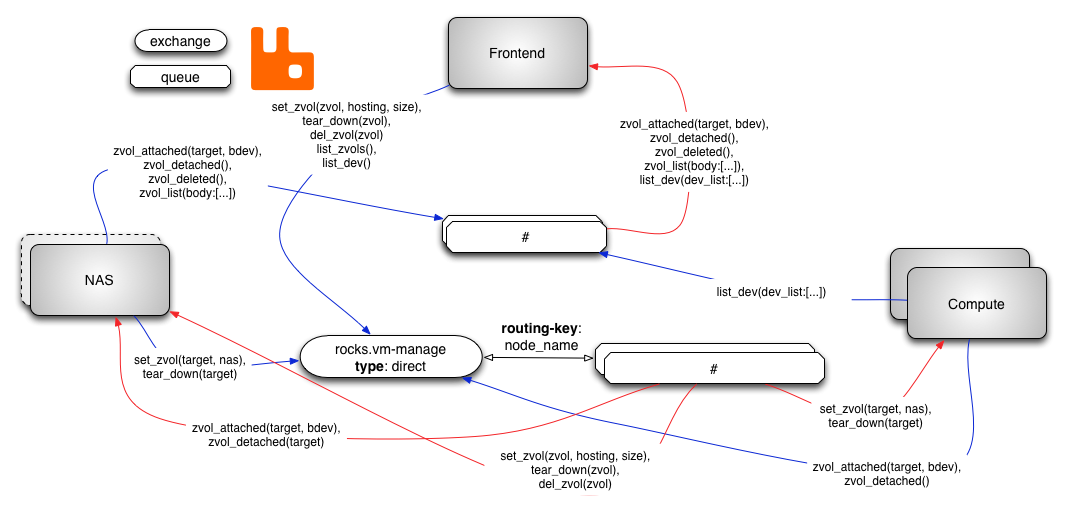 exchange
queue
Frontend
set_zvol(zvol, hosting, size),
tear_down(zvol),
del_zvol(zvol)
list_zvols(),
list_dev()
zvol_attached(target, bdev),
zvol_detached(),
zvol_deleted(),
zvol_list(body:[...]),
list_dev(dev_list:[...])
zvol_attached(target, bdev),
zvol_detached(),
zvol_deleted(),
zvol_list(body:[...])
#
NAS
list_dev(dev_list:[...])
Compute
set_zvol(target, nas),
tear_down(target)
rocks.vm-manage
type: direct
routing-key:
node_name
#
set_zvol(target, nas),
tear_down(target)
zvol_attached(target, bdev),
zvol_detached(target)
set_zvol(zvol, hosting, size),
tear_down(zvol),
del_zvol(zvol)
zvol_attached(target, bdev),
zvol_detached()